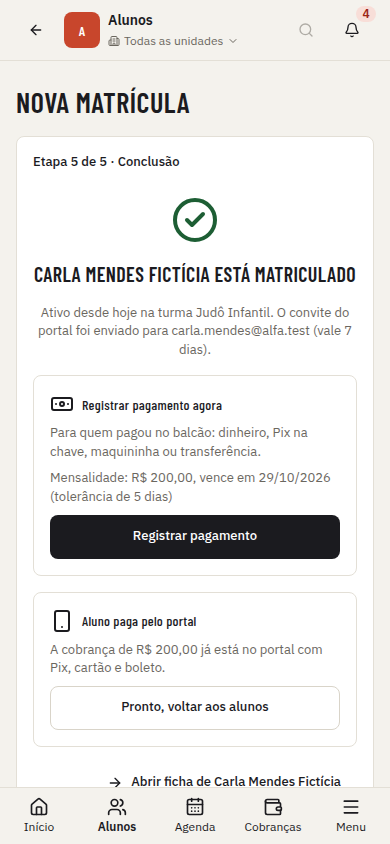 Alunos
4
A
Todas as unidades
NOVA MATRÍCULA
Etapa 5 de 5 · Conclusão
CARLA MENDES FICTÍCIA ESTÁ MATRICULADO
Ativo desde hoje na turma Judô Infantil. O convite do
portal foi enviado para carla.mendes@alfa.test (vale 7
dias).
Registrar pagamento agora
Para quem pagou no balcão: dinheiro, Pix na
chave, maquininha ou transferência.
Mensalidade: R$ 200,00, vence em 29/10/2026
(tolerância de 5 dias)
Registrar pagamento
Aluno paga pelo portal
A cobrança de R$ 200,00 já está no portal com
Pix, cartão e boleto.
Pronto, voltar aos alunos
Abrir ficha de Carla Mendes Fictícia
Início
Alunos
Agenda
Cobranças
Menu